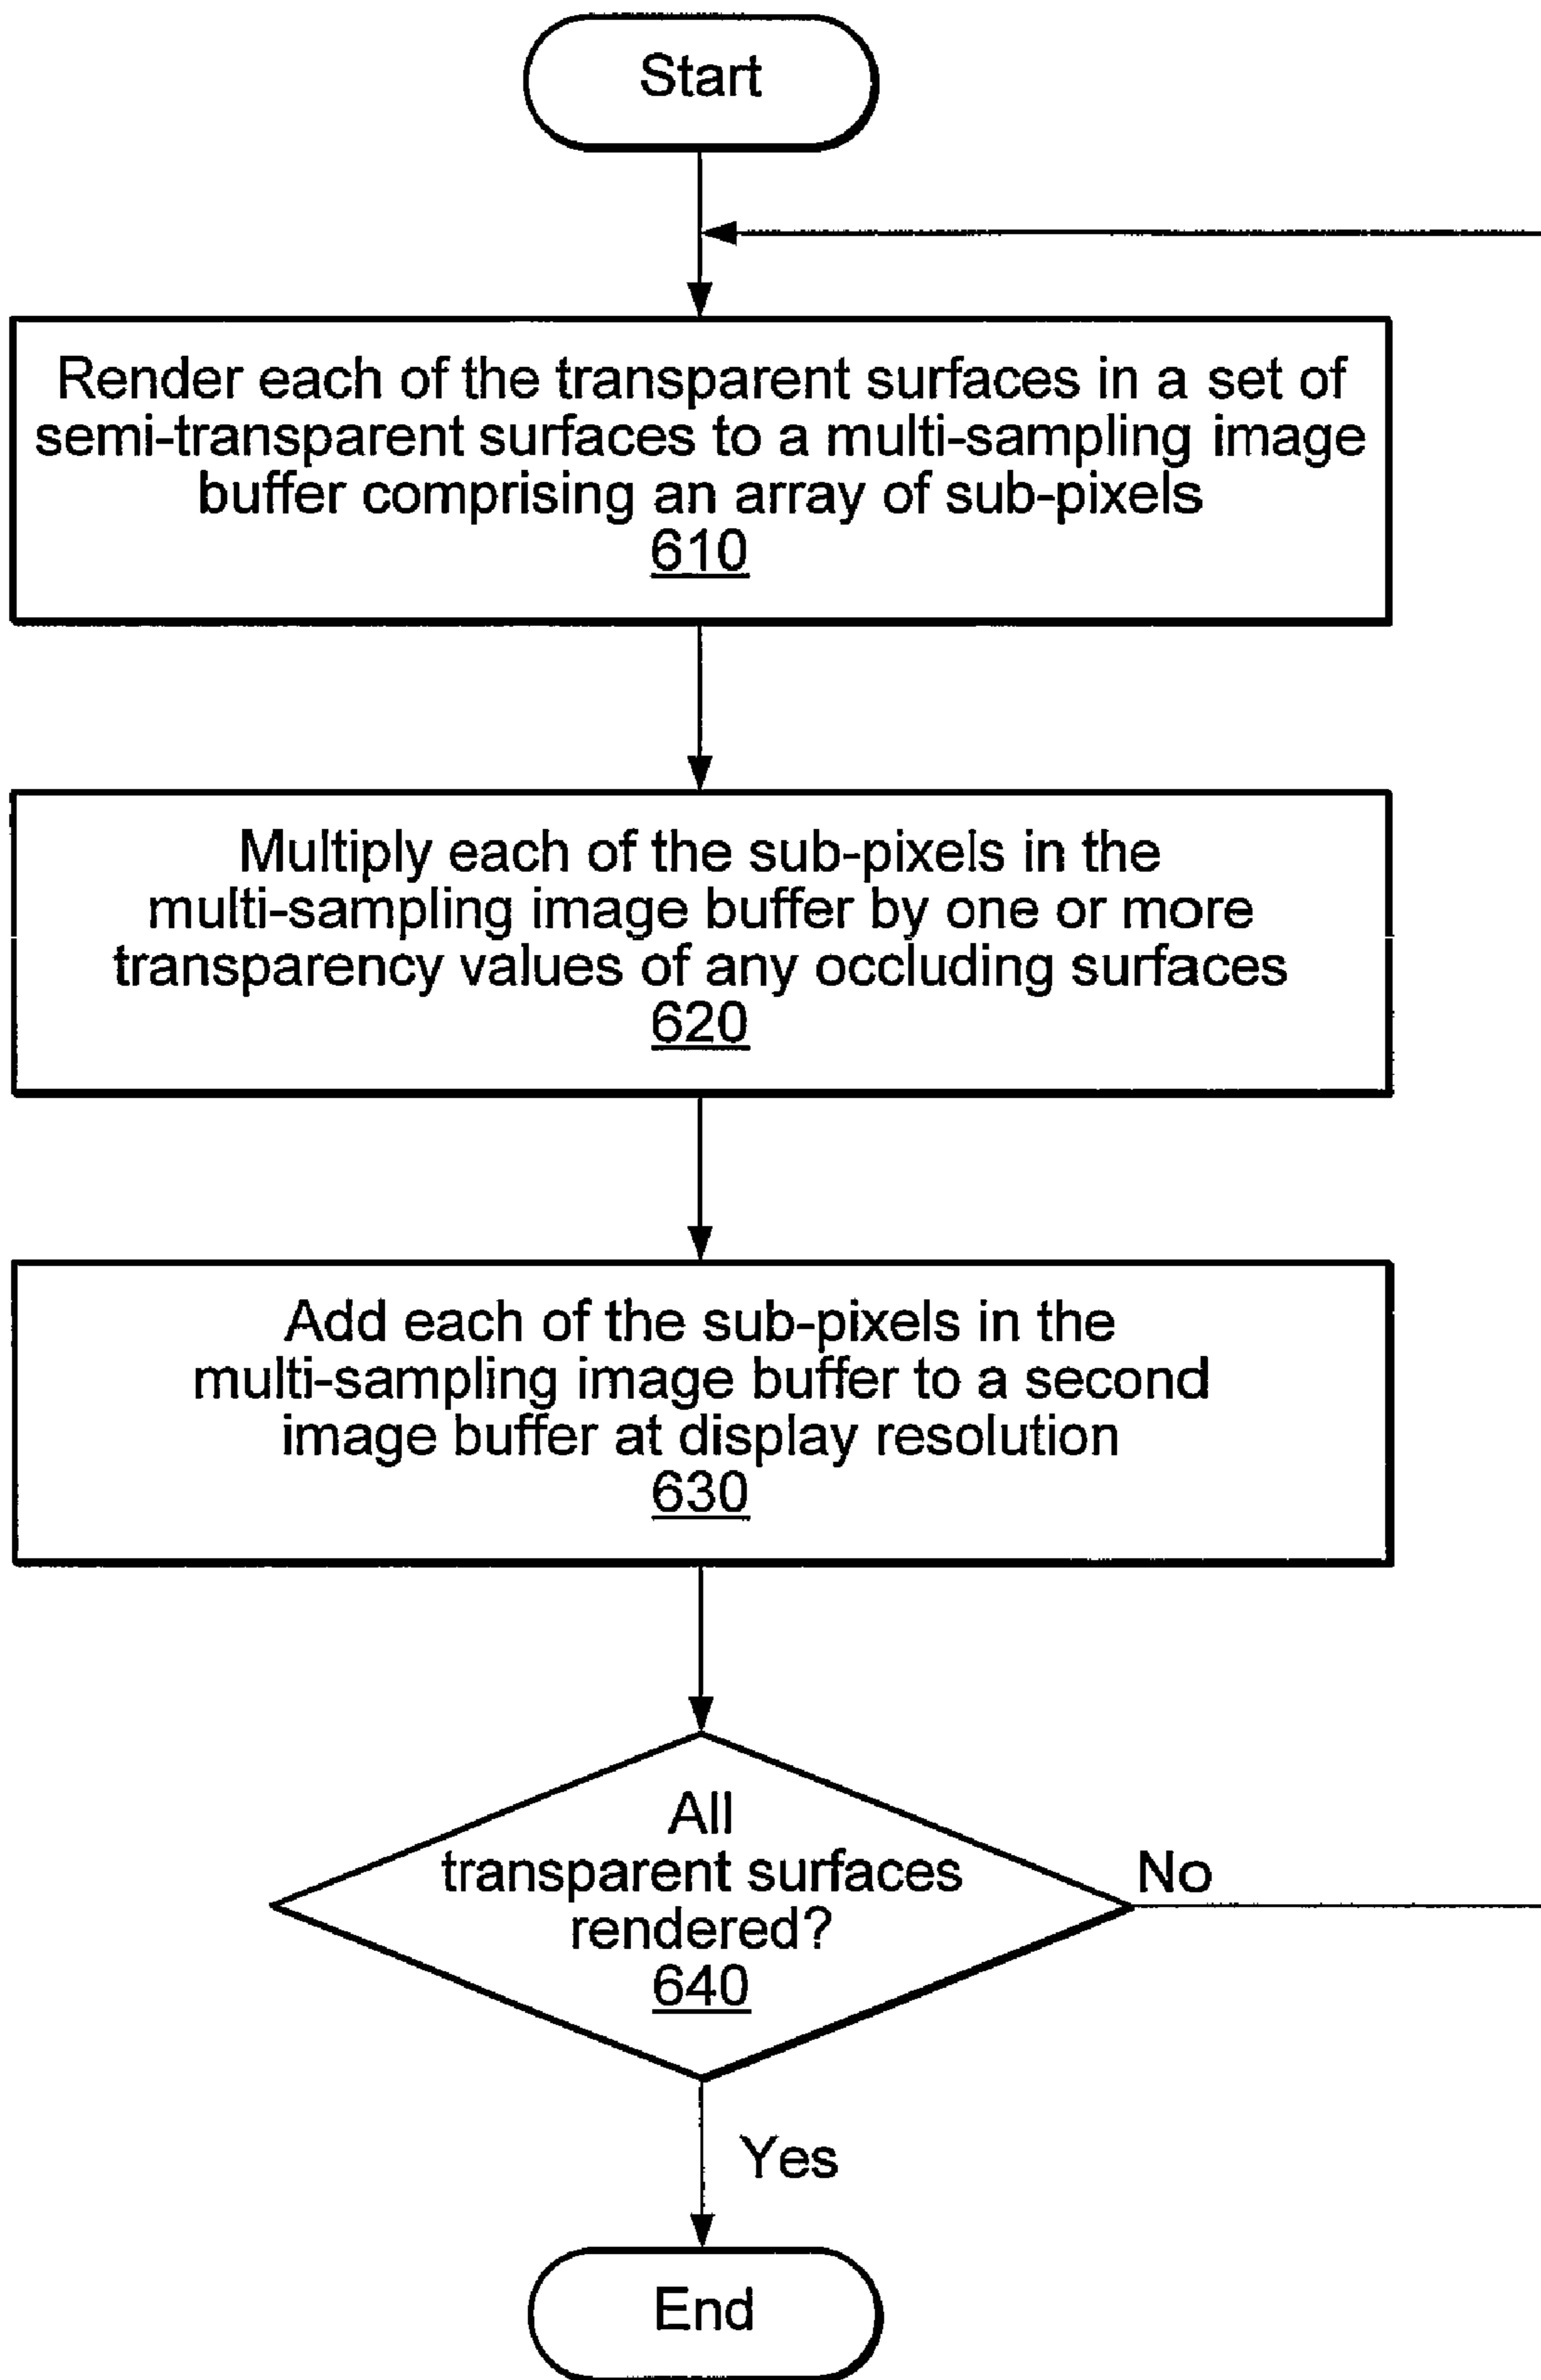 Start
Render each of the transparent surfaces in a set of
semi-transparent surfaces to a multi-sampling image
buffer comprising an array of sub-pixels
610
Multiply each of the sub-pixels in the
multi-sampling image buffer by one or more
transparency values of any occluding surfaces
620
Add each of the sub-pixels in the
multi-sampling image buffer to a second
image buffer at display resolution
630
All
transparent surfaces
rendered?
640
No
Yes
End